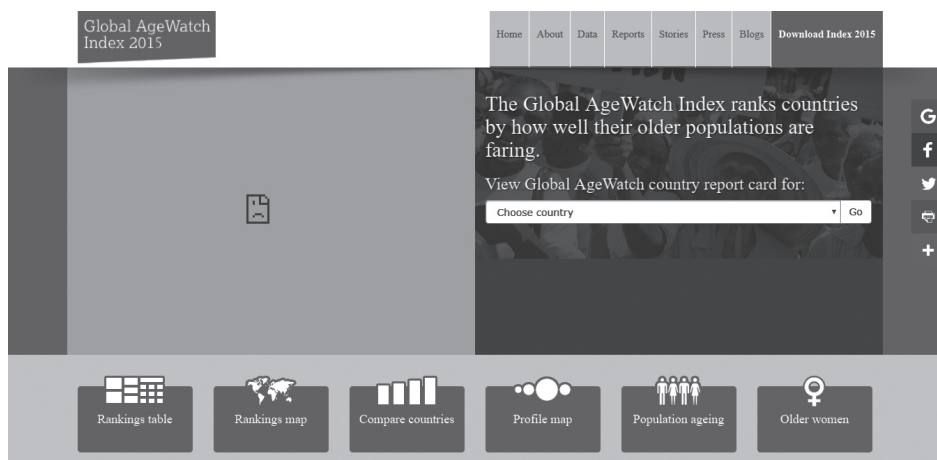 Global AgeWatch
Index 2015
Home About Data Reports Stories Press Blogs Download Index 2015
The Global AgeWatch Index ranks countries
by how well their older populations are
faring.
View Global AgeWatch country report card for:
Choose country Go
Rankings table Rankings map Compare countries Profile map Population ageing Older women